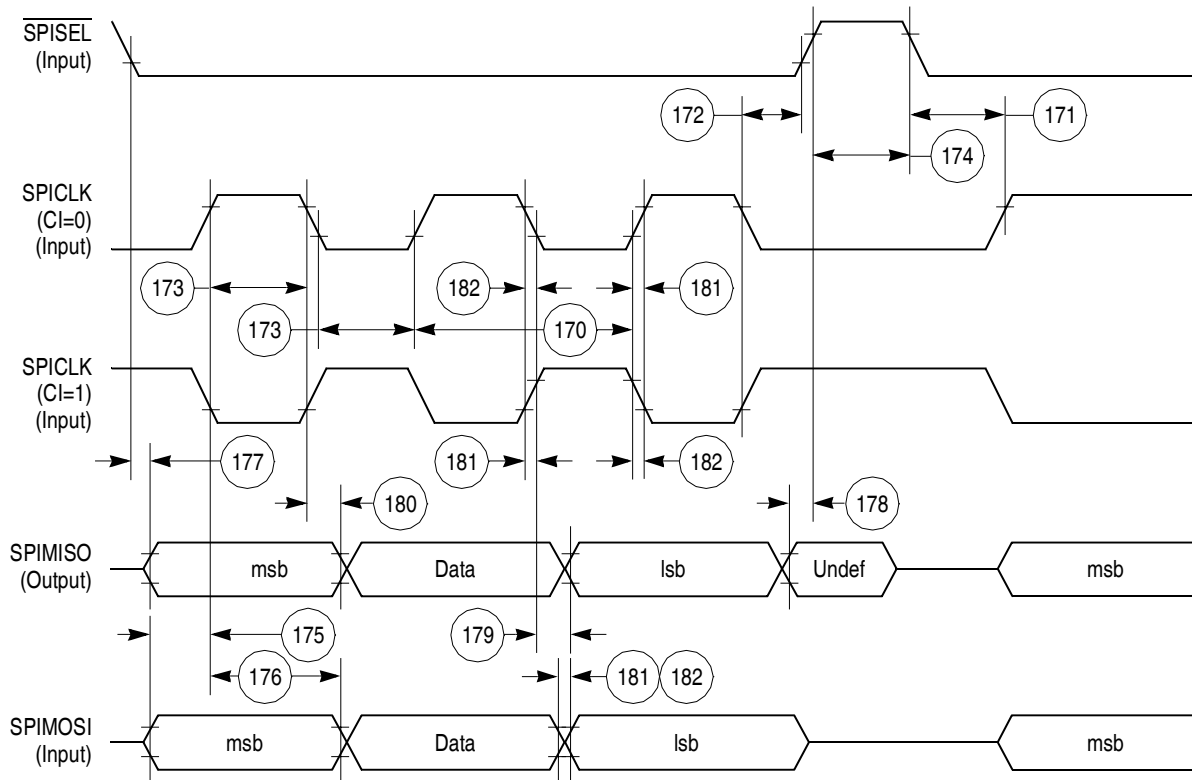 SPISEL
(Input)
172
171
174
SPICLK
(CI=0)
(Input)
173
182
181
173
170
SPICLK
(CI=1)
(Input)
177
181
182
180
178
SPIMISO
(Output)
msb
Data
lsb
Undef
msb
175
179
176
181
182
SPIMOSI
(Input)
msb
Data
lsb
msb